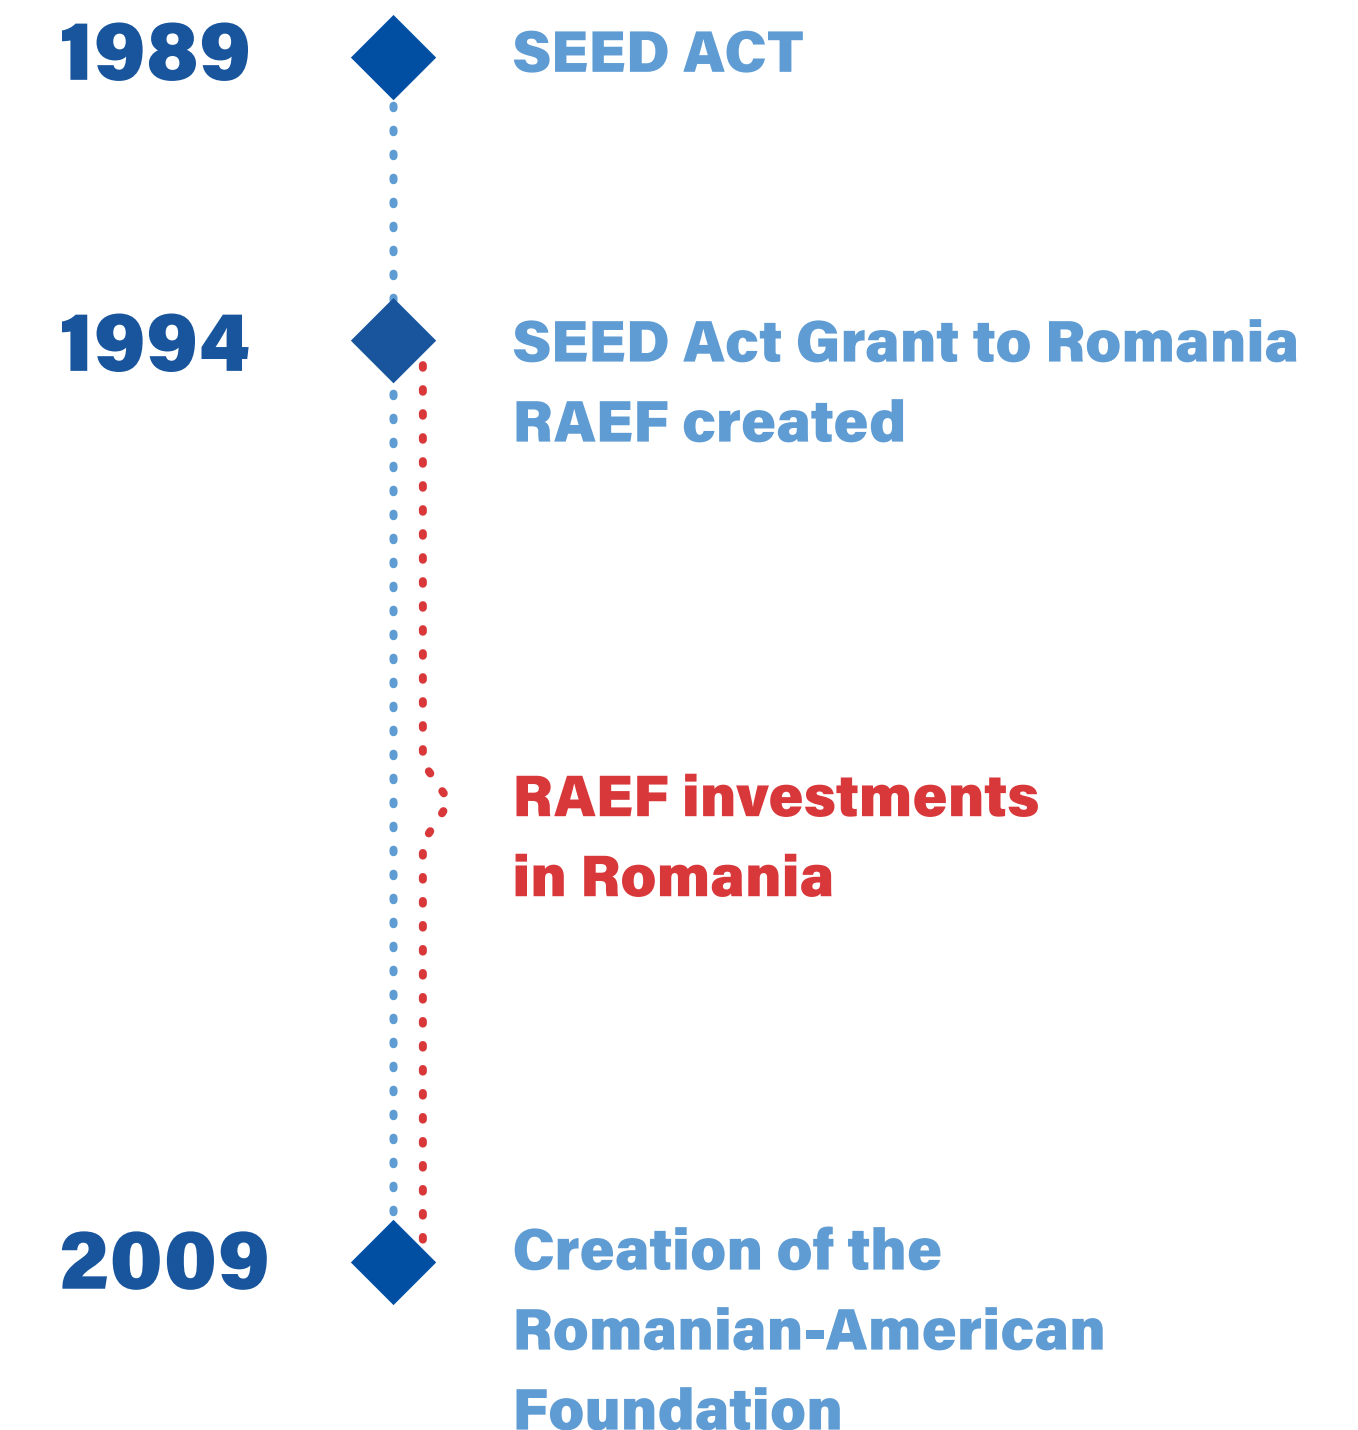 1989
SEED ACT
1994
SEED Act Grant to Romania
RAEF created
RAEF investments
in Romania
2009
Creation of the
Romanian-American
Foundation